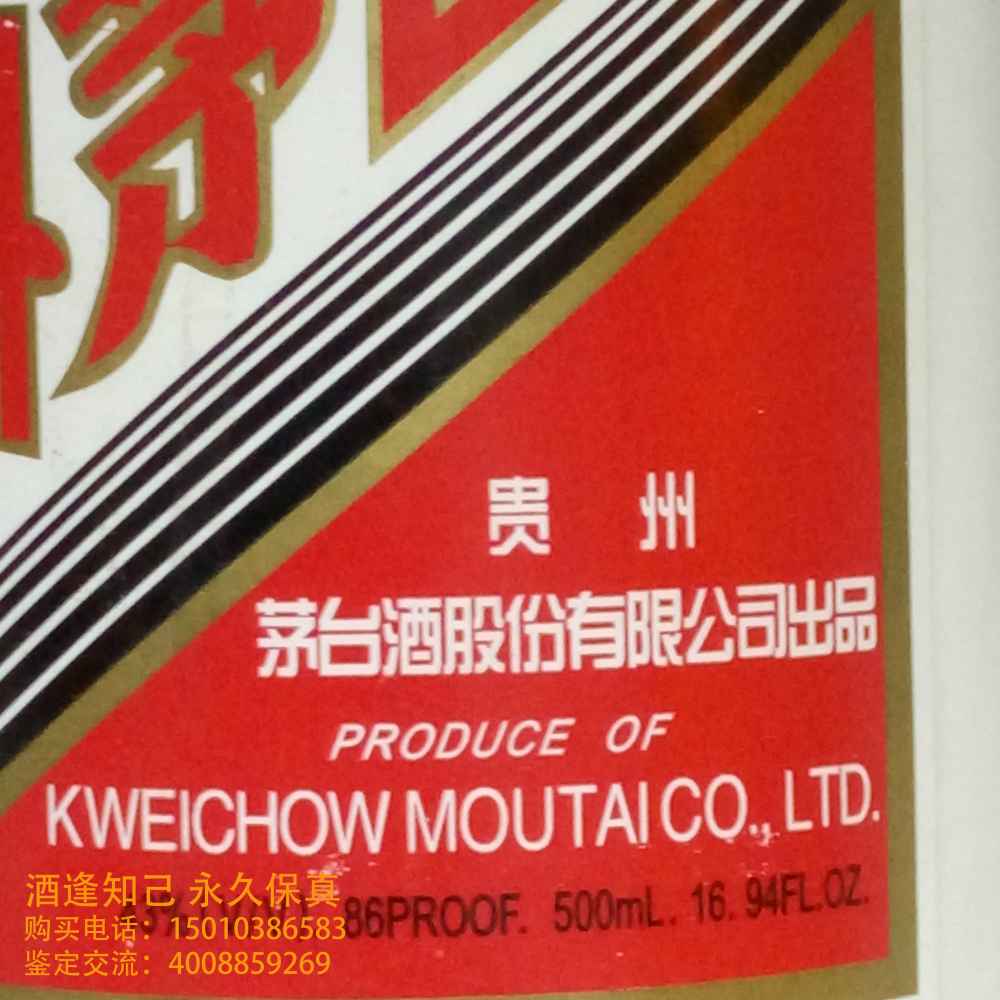 茅
贵 州
茅台酒股份有限公司出品
PRODUCE OF
KWEICHOW MOUTAI CO., LTD.
86PROOF. 500mL. 16.94FL.OZ.
酒逢知己 永久保真
购买电话：15010386583
鉴定交流：4008859269